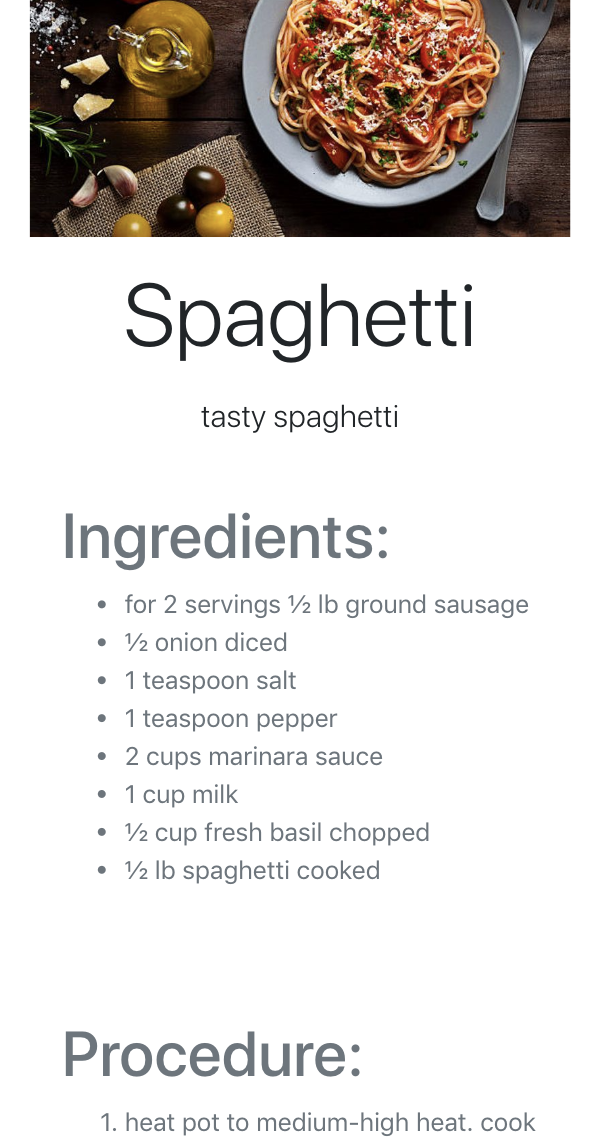 Spaghetti
tasty spaghetti
Ingredients:
• for 2 servings ½ lb ground sausage
• ½ onion diced
• 1 teaspoon salt
• 1 teaspoon pepper
• 2 cups marinara sauce
• 1 cup milk
• ½ cup fresh basil chopped
• ½ lb spaghetti cooked
Procedure:
1. heat pot to medium-high heat. cook